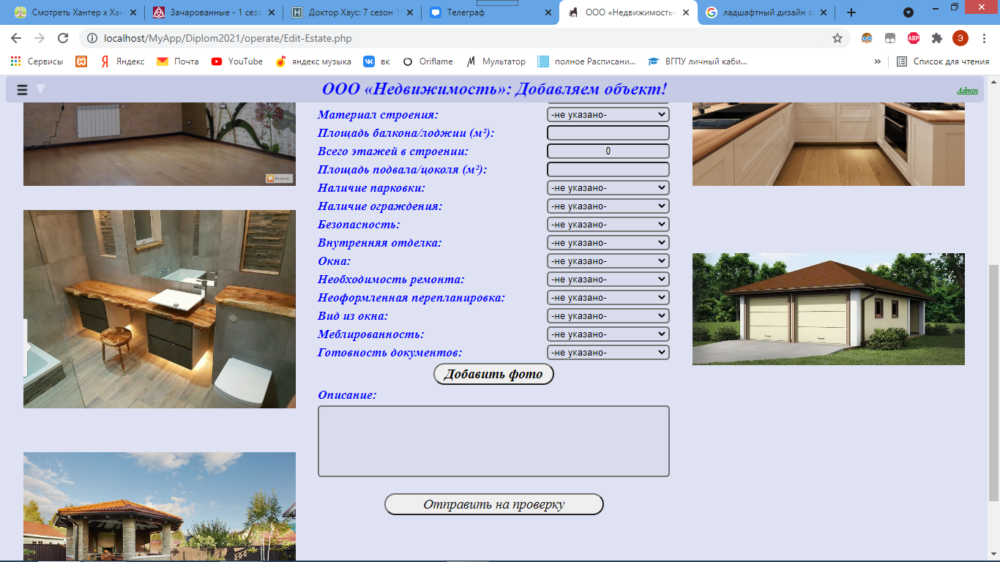 Смотреть Хантер х Хан
Зачарованные - 1 сезо
Доктор Хаус: 7 сезон 1
Телеграф
ООО «Недвижимость»
ладшафтный дизайн за
localhost/MyApp/Diplom2021/operate/Edit-Estate.php
ABP
Э
Сервисы
Яндекс
Почта
YouTube
яндекс музыка
вк
Oriflame
Мультатор
полное Расписани...
ВГПУ личный каби...
»
Список для чтения
ООО «Недвижимость»: Добавляем объект!
Admin
Материал строения: -не указано-
Площадь балкона/лоджии (м²):
Всего этажей в строении: 0
Площадь подвала/цоколя (м²):
Наличие парковки: -не указано-
Наличие ограждения: -не указано-
Безопасность: -не указано-
Внутренняя отделка: -не указано-
Окна: -не указано-
Необходимость ремонта: -не указано-
Неоформленная перепланировка: -не указано-
Вид из окна: -не указано-
Меблированность: -не указано-
Готовность документов: -не указано-
Добавить фото
Описание:
Отправить на проверку